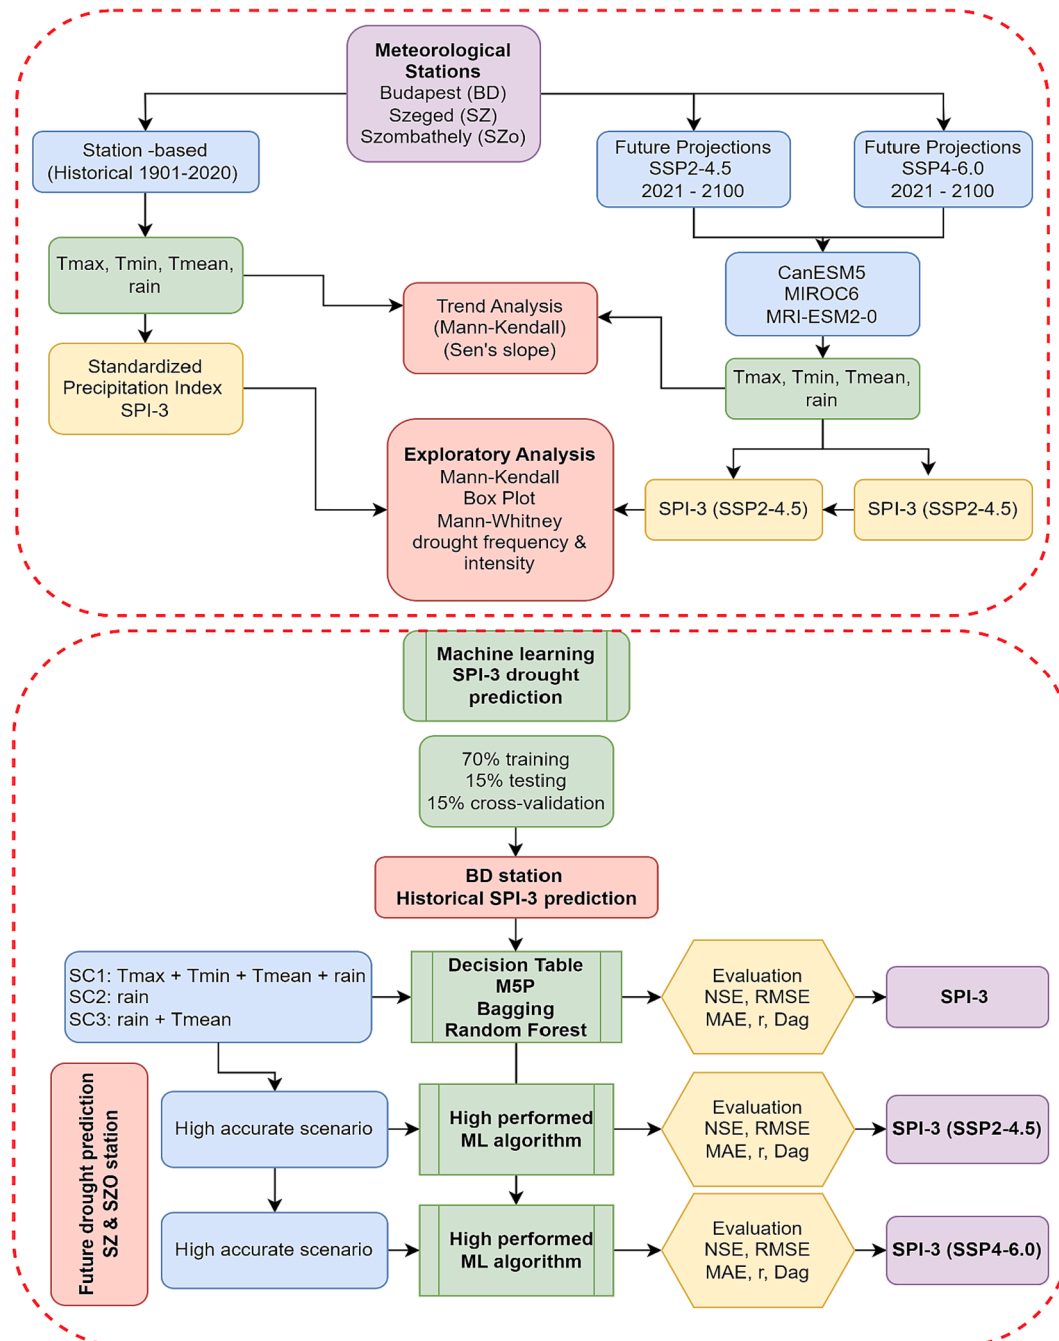 Meteorological
Stations
Budapest (BD)
Szeged (SZ)
Szombathely (SZo)
Station -based
(Historical 1901-2020)
Future Projections
SSP2-4.5
2021 - 2100
Future Projections
SSP4-6.0
2021 - 2100
Tmax, Tmin, Tmean,
rain
CanESM5
MIROC6
MRI-ESM2-0
Trend Analysis
(Mann-Kendall)
(Sen's slope)
Standardized
Precipitation Index
SPI-3
Tmax, Tmin, Tmean,
rain
Exploratory Analysis
Mann-Kendall
Box Plot
Mann-Whitney
drought frequency &
intensity
SPI-3 (SSP2-4.5)
SPI-3 (SSP2-4.5)
Machine learning
SPI-3 drought
prediction
70% training
15% testing
15% cross-validation
BD station
Historical SPI-3 prediction
SC1: Tmax + Tmin + Tmean + rain
SC2: rain
SC3: rain + Tmean
Decision Table
M5P
Bagging
Random Forest
Evaluation
NSE, RMSE
MAE, r, Dag
SPI-3
Future drought prediction
SZ & SZO station
High accurate scenario
High performed
ML algorithm
Evaluation
NSE, RMSE
MAE, r, Dag
SPI-3 (SSP2-4.5)
High accurate scenario
High performed
ML algorithm
Evaluation
NSE, RMSE
MAE, r, Dag
SPI-3 (SSP4-6.0)